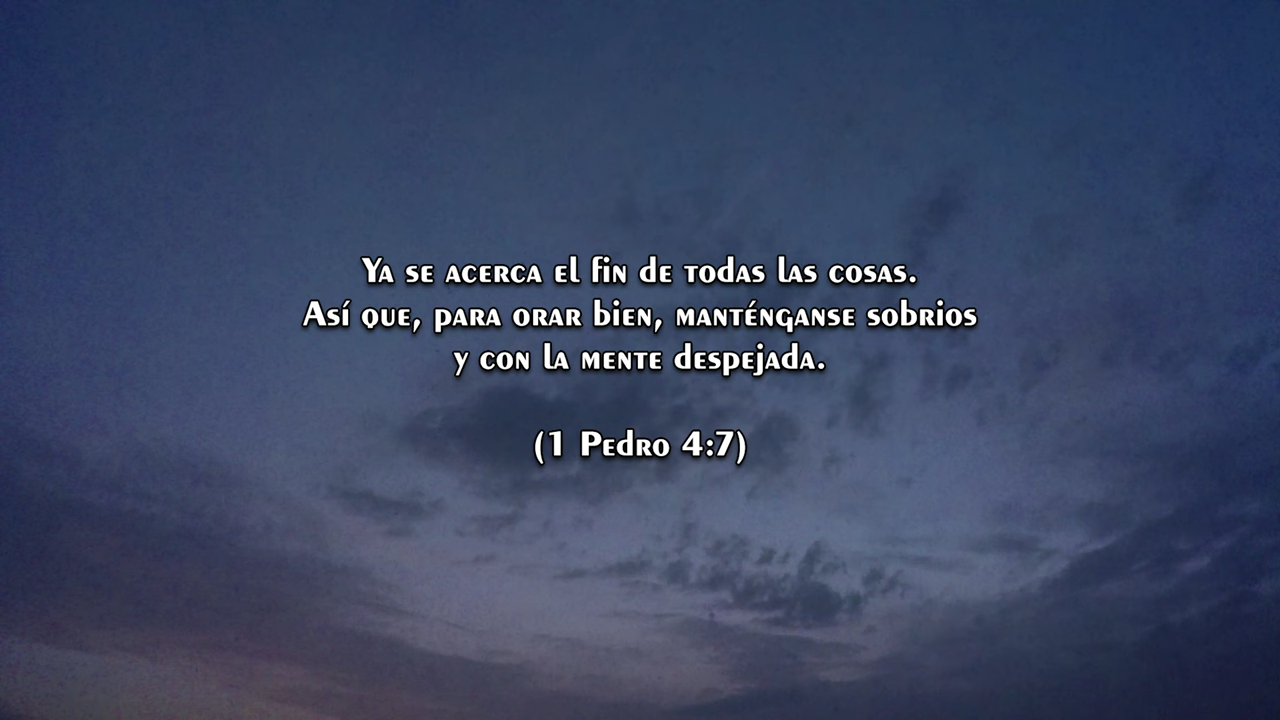 Ya se acerca el fin de todas las cosas.
Así que, para orar bien, manténganse sobrios
y con la mente despejada.
(1 Pedro 4:7)